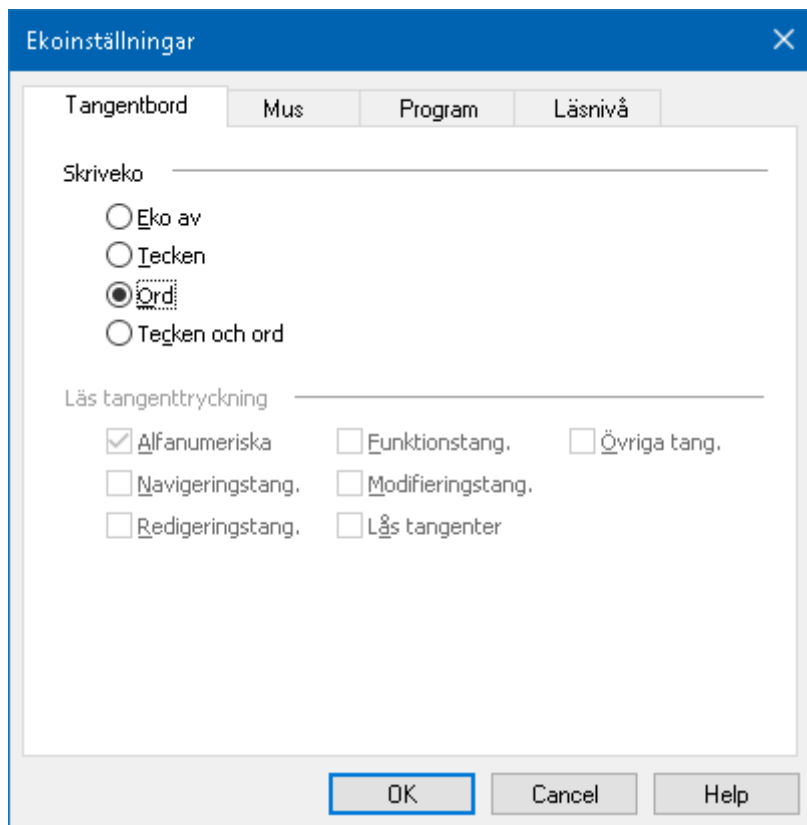 Ekoinställningar
Tangentbord Mus Program Läsnivå
Skriveko
Eko av
Tecken
Ord
Tecken och ord
Läs tangenttryckning
Alfanumeriska Funktionstang. Övriga tang.
Navigeringstang. Modifieringstang.
Redigeringstang. Lås tangenter
OK Cancel Help